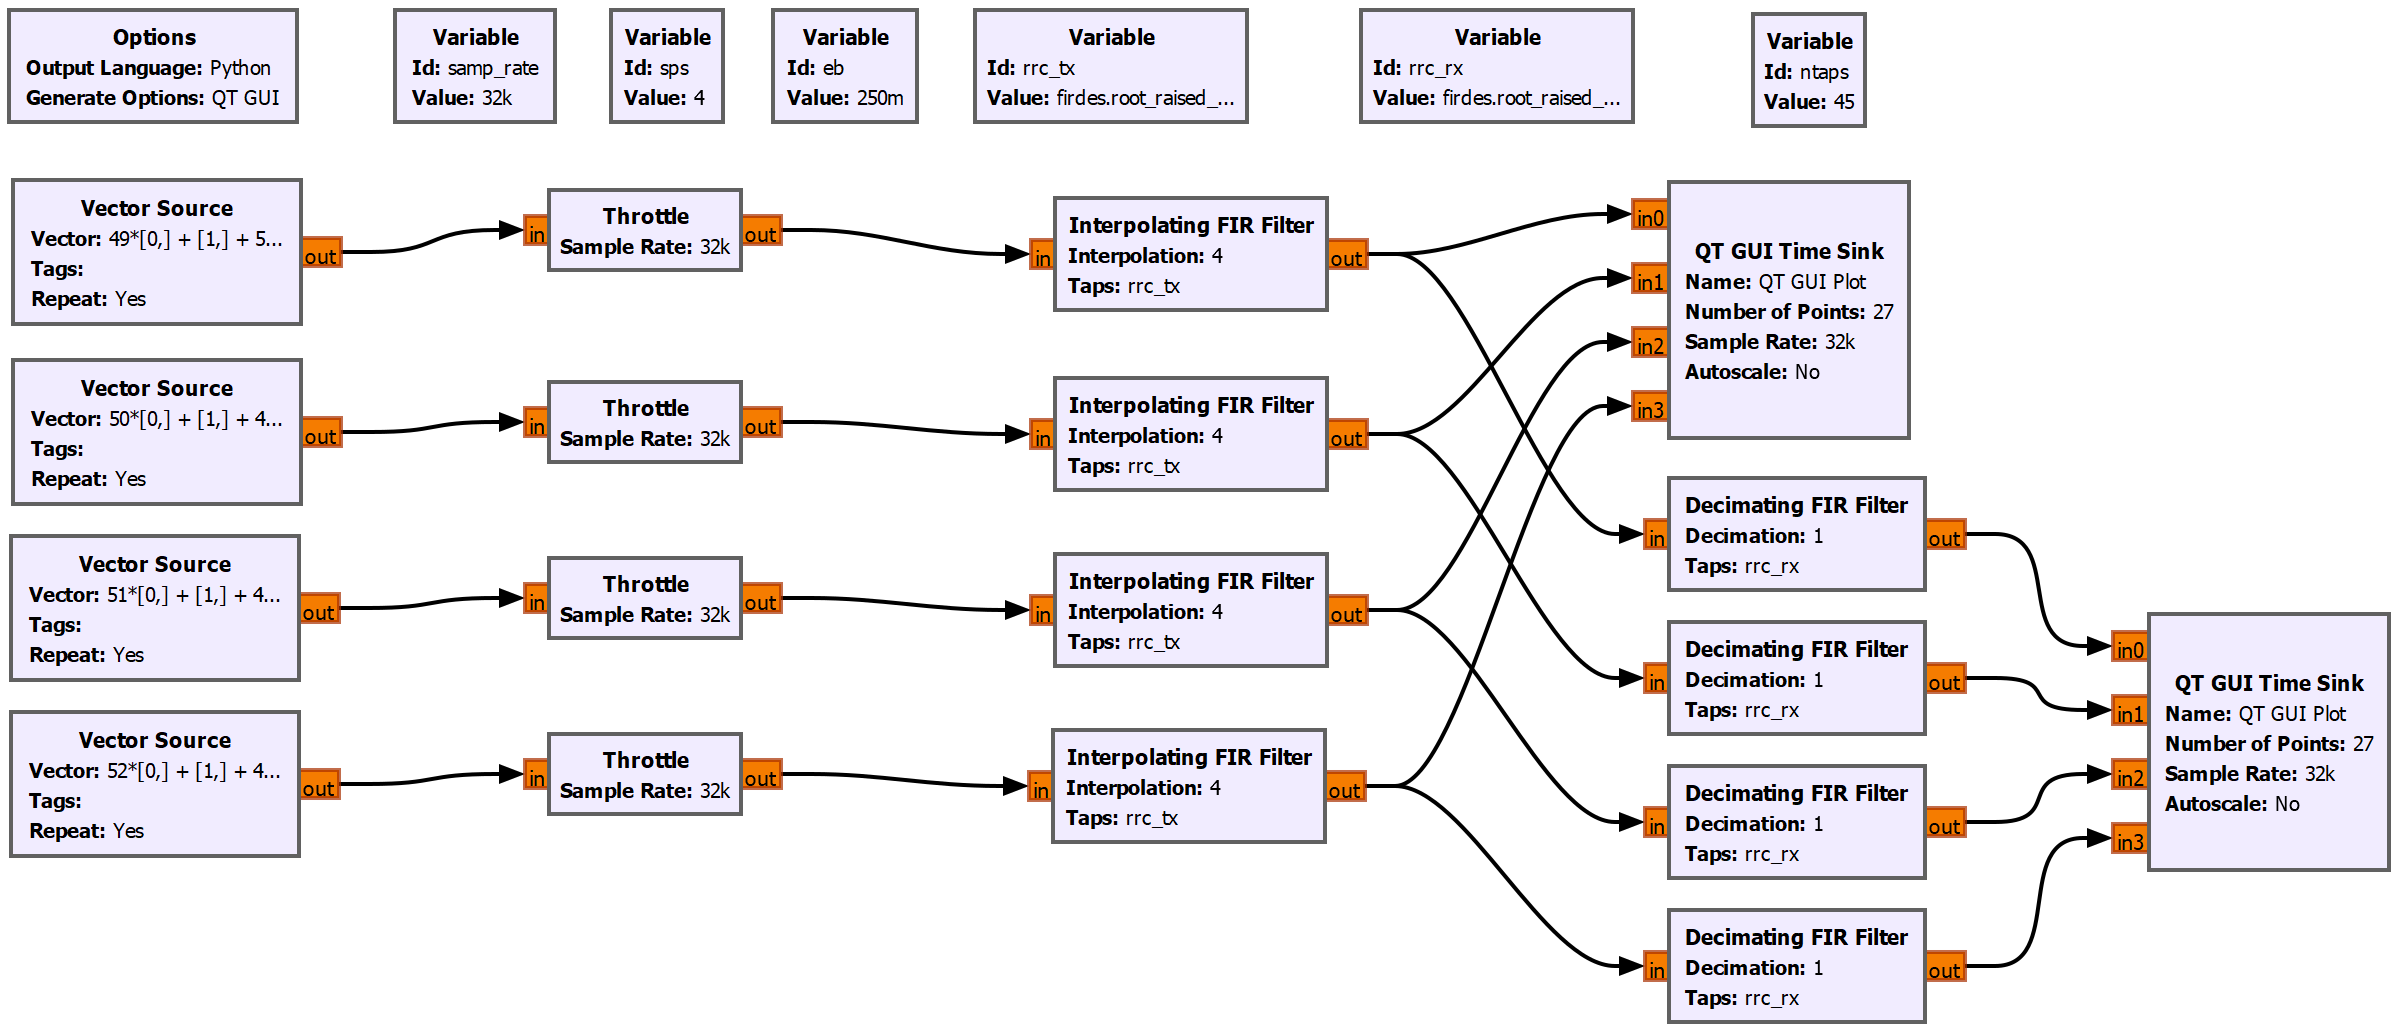 Options
Output Language: Python
Generate Options: QT GUI
Variable
Id: samp_rate
Value: 32k
Variable
Id: sps
Value: 4
Variable
Id: eb
Value: 250m
Variable
Id: rrc_tx
Value: firdes.root_raised_...
Variable
Id: rrc_rx
Value: firdes.root_raised_...
Variable
Id: ntaps
Value: 45
Vector Source
Vector: 49*[0,] + [1,] + 5...
Tags:
Repeat: Yes
out
in
Throttle
Sample Rate: 32k
out
in
Interpolating FIR Filter
Interpolation: 4
Taps: rrc_tx
out
Vector Source
Vector: 50*[0,] + [1,] + 4...
Tags:
Repeat: Yes
out
in
Throttle
Sample Rate: 32k
out
in
Interpolating FIR Filter
Interpolation: 4
Taps: rrc_tx
out
Vector Source
Vector: 51*[0,] + [1,] + 4...
Tags:
Repeat: Yes
out
in
Throttle
Sample Rate: 32k
out
in
Interpolating FIR Filter
Interpolation: 4
Taps: rrc_tx
out
Vector Source
Vector: 52*[0,] + [1,] + 4...
Tags:
Repeat: Yes
out
in
Throttle
Sample Rate: 32k
out
in
Interpolating FIR Filter
Interpolation: 4
Taps: rrc_tx
out
in0
in1
in2
in3
QT GUI Time Sink
Name: QT GUI Plot
Number of Points: 27
Sample Rate: 32k
Autoscale: No
in
Decimating FIR Filter
Decimation: 1
Taps: rrc_rx
out
in
Decimating FIR Filter
Decimation: 1
Taps: rrc_rx
out
in
Decimating FIR Filter
Decimation: 1
Taps: rrc_rx
out
in
Decimating FIR Filter
Decimation: 1
Taps: rrc_rx
out
in0
in1
in2
in3
QT GUI Time Sink
Name: QT GUI Plot
Number of Points: 27
Sample Rate: 32k
Autoscale: No